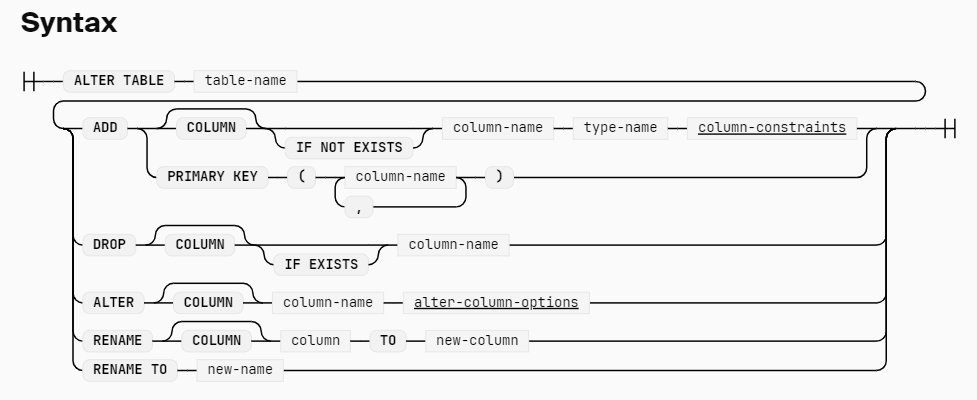 Syntax
ALTER TABLE table-name
ADD COLUMN IF NOT EXISTS column-name type-name column-constraints
PRIMARY KEY ( column-name , )
DROP COLUMN IF EXISTS column-name
ALTER COLUMN column-name alter-column-options
RENAME COLUMN column TO new-column
RENAME TO new-name